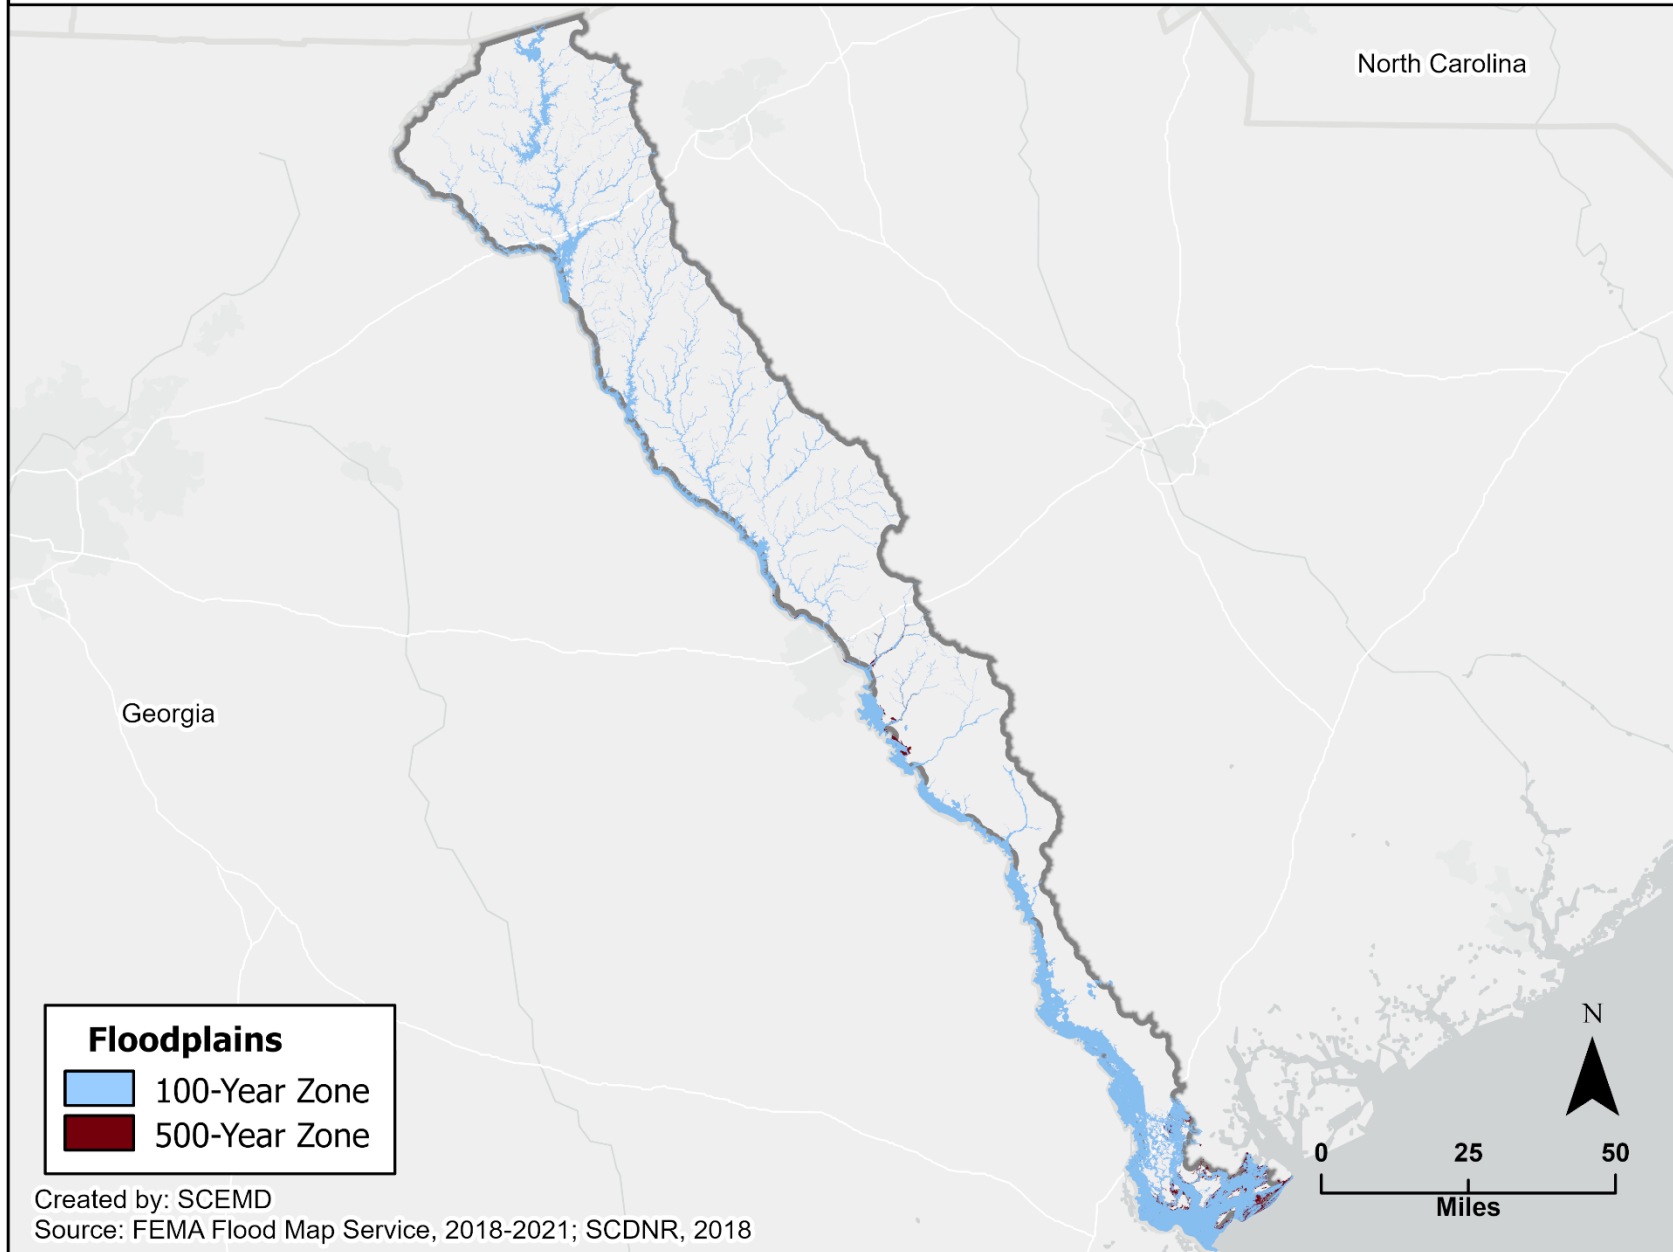 North Carolina
Georgia
Floodplains
100-Year Zone
500-Year Zone
N
0 25 50
Miles
Created by: SCEMD
Source: FEMA Flood Map Service, 2018-2021; SCDNR, 2018